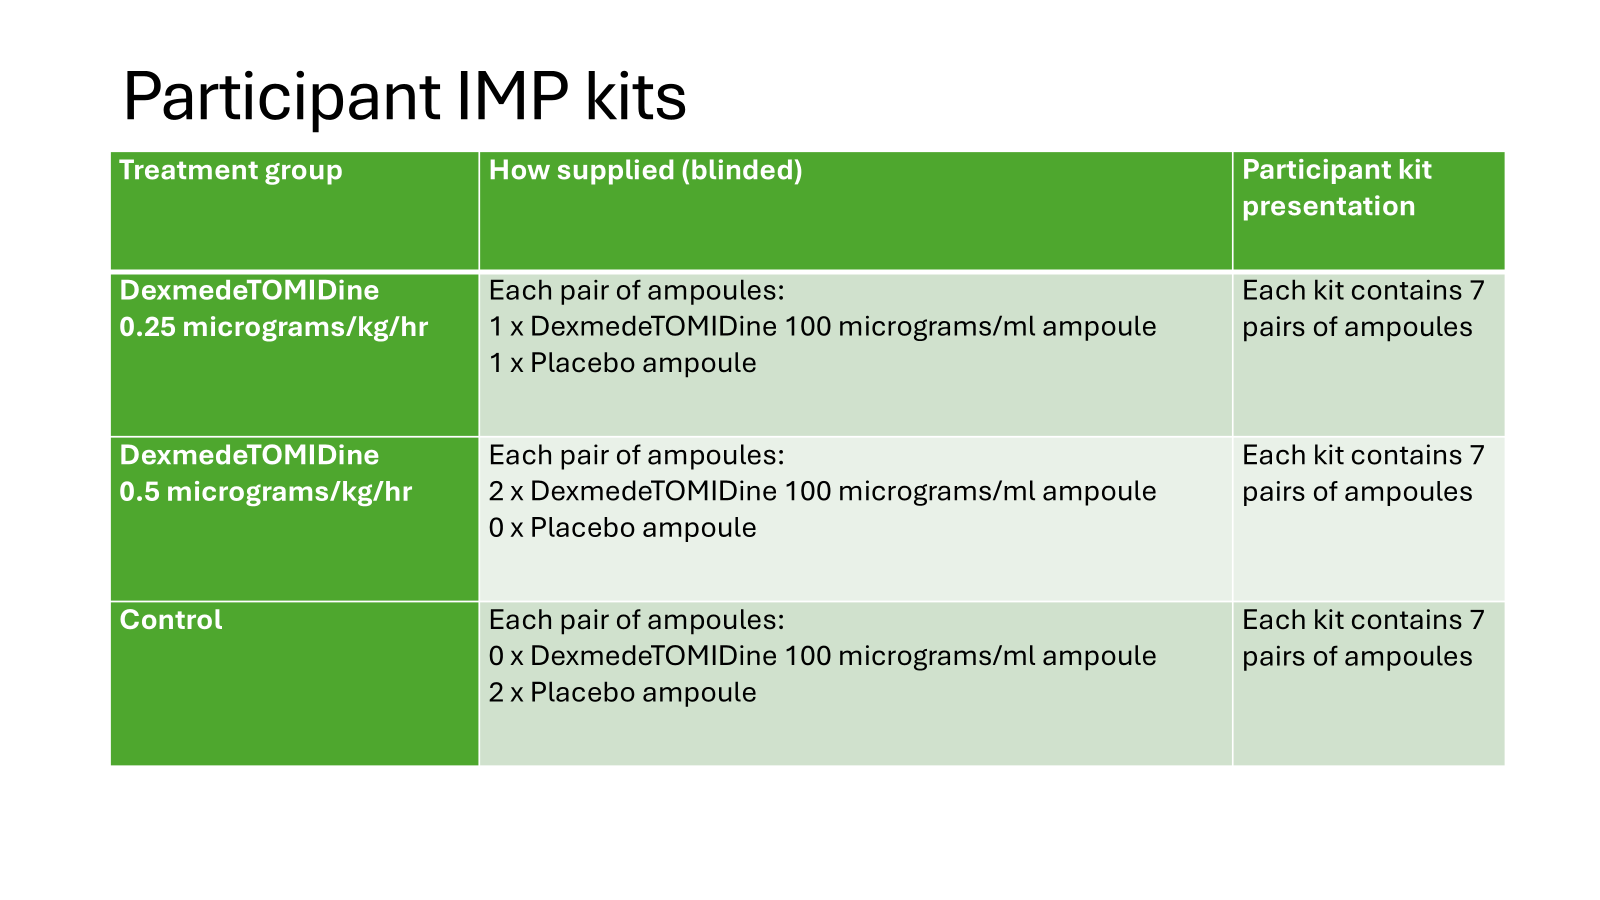 Participant IMP kits
Treatment group
How supplied (blinded)
Participant kit
presentation
DexmedeTOMIDine
0.25 micrograms/kg/hr
Each pair of ampoules:
1 x DexmedeTOMIDine 100 micrograms/ml ampoule
1 x Placebo ampoule
Each kit contains 7
pairs of ampoules
DexmedeTOMIDine
0.5 micrograms/kg/hr
Each pair of ampoules:
2 x DexmedeTOMIDine 100 micrograms/ml ampoule
0 x Placebo ampoule
Each kit contains 7
pairs of ampoules
Control
Each pair of ampoules:
0 x DexmedeTOMIDine 100 micrograms/ml ampoule
2 x Placebo ampoule
Each kit contains 7
pairs of ampoules